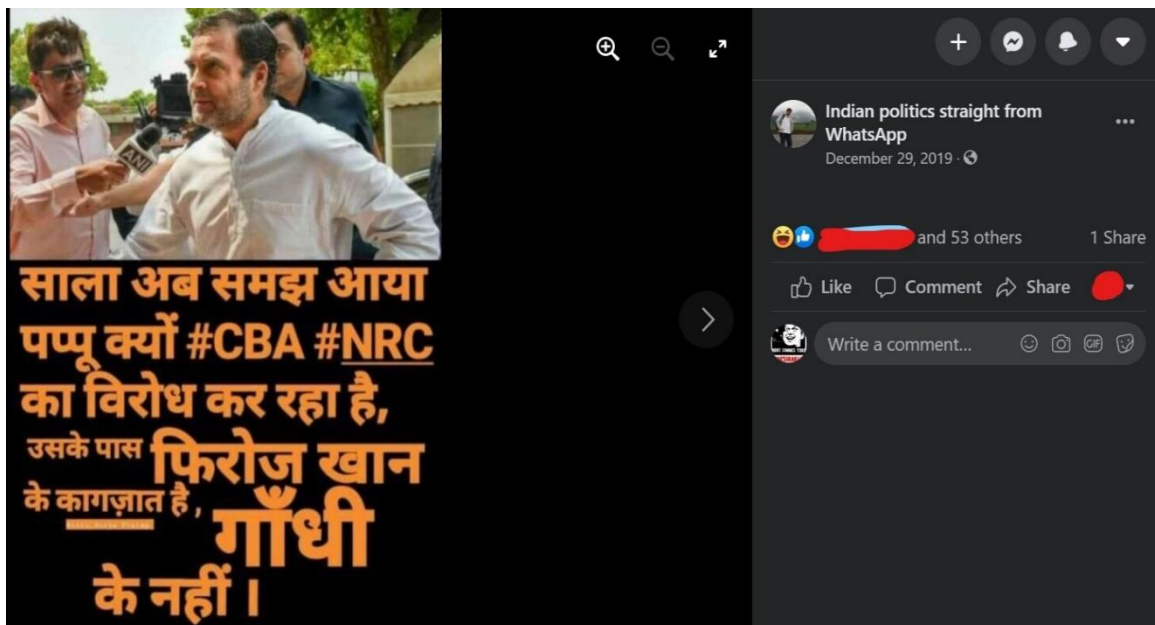 ANI
साला अब समझ आया
पप्पू क्यों #CBA #NRC
का विरोध कर रहा है,
उसके पास फिरोज खान
के कागज़ात है , गाँधी
के नहीं ।
Indian politics straight from
WhatsApp
December 29, 2019 ·
and 53 others 1 Share
Like Comment Share
Write a comment... GIF